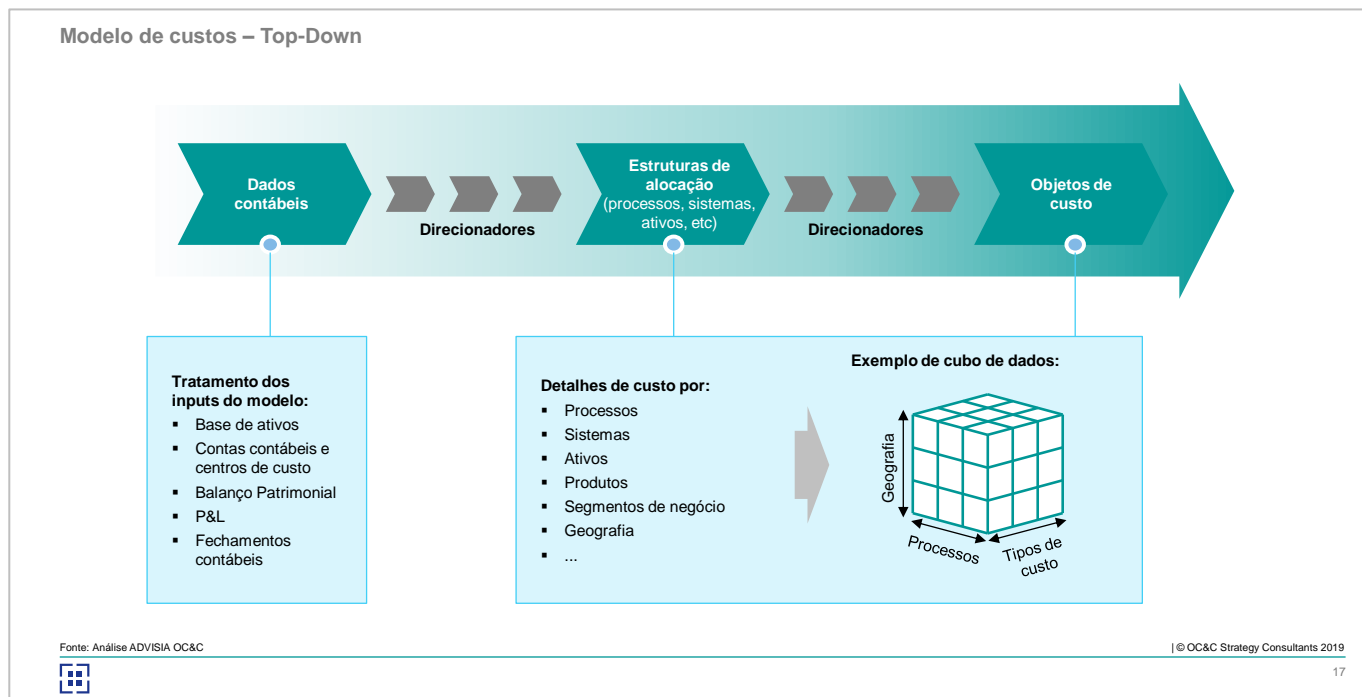 Modelo de custos – Top-Down
Dados
contábeis
Direcionadores
Estruturas de
alocação
(processos, sistemas,
ativos, etc)
Direcionadores
Objetos de
custo
Tratamento dos
inputs do modelo:
▪ Base de ativos
▪ Contas contábeis e
centros de custo
▪ Balanço Patrimonial
▪ P&L
▪ Fechamentos
contábeis
Detalhes de custo por:
▪ Processos
▪ Sistemas
▪ Ativos
▪ Produtos
▪ Segmentos de negócio
▪ Geografia
▪ ...
Exemplo de cubo de dados:
Geografia
Processos
Tipos de
custo
Fonte: Análise ADVISIA OC&C
| © OC&C Strategy Consultants 2019
17